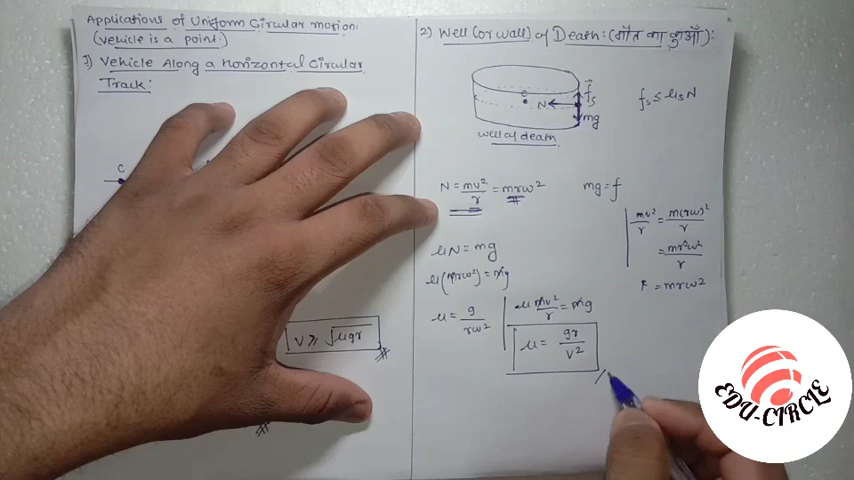 Applications of Uniform Circular motion.
(vehicle is a point:)
1) Vehicle Along a Horizontal Circular
Track:
C
V ⩾ √μgr
2) Well (or wall) of Death: (मौत का कुआँ):
C
N
f⃗s
mg
well of death
fs ≤ μsN
N = mv²/r = mrω²
mg = f
μN = mg
μ(mrω²) = mg
μ = g/rω²
μ mv²/r = mg
μ = gr/v²
mv²/r = m(rω)²/r
= mr²ω²/r
F = mrω2
EDU-CIRCLE